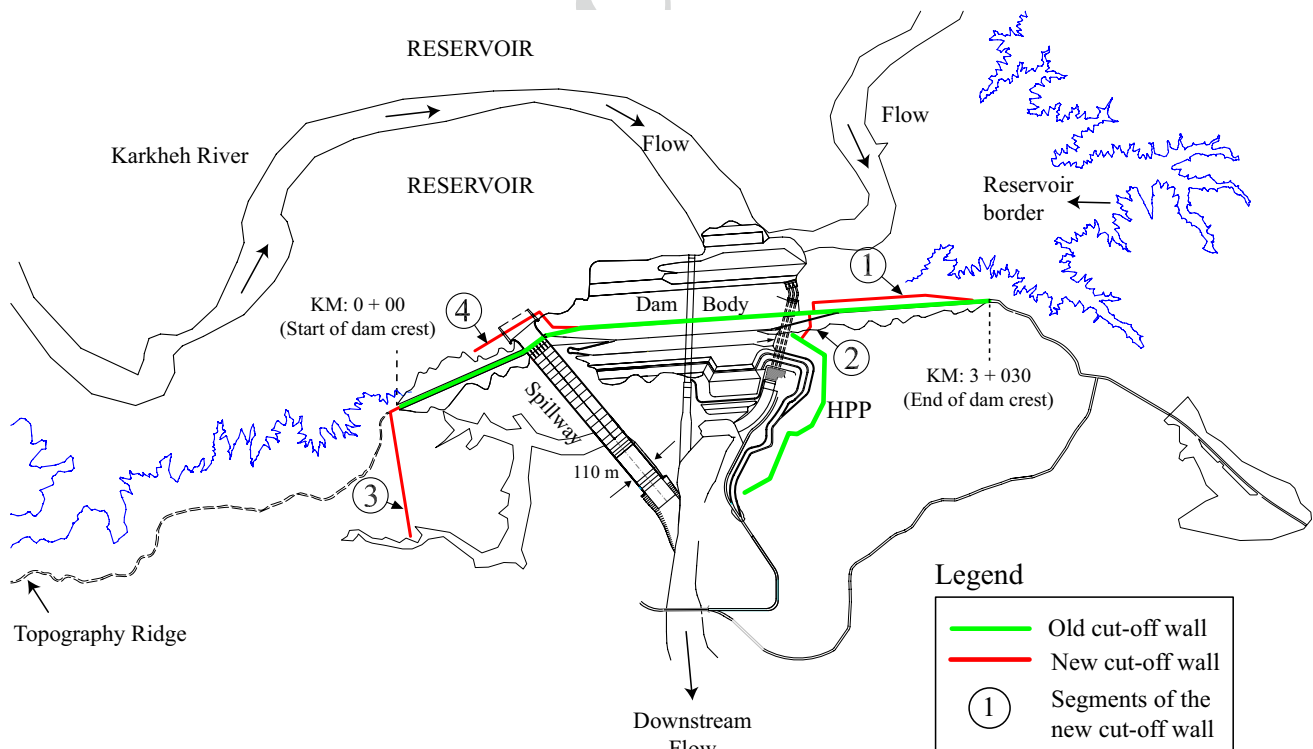 RESERVOIR
Flow
Flow
Karkheh River
RESERVOIR
Reservoir
border
1
KM: 0 + 00
(Start of dam crest)
4
Dam Body
2
KM: 3 + 030
(End of dam crest)
Spillway
HPP
110 m
3
Topography Ridge
Downstream
Flow
Legend
Old cut-off wall
New cut-off wall
1
Segments of the
new cut-off wall